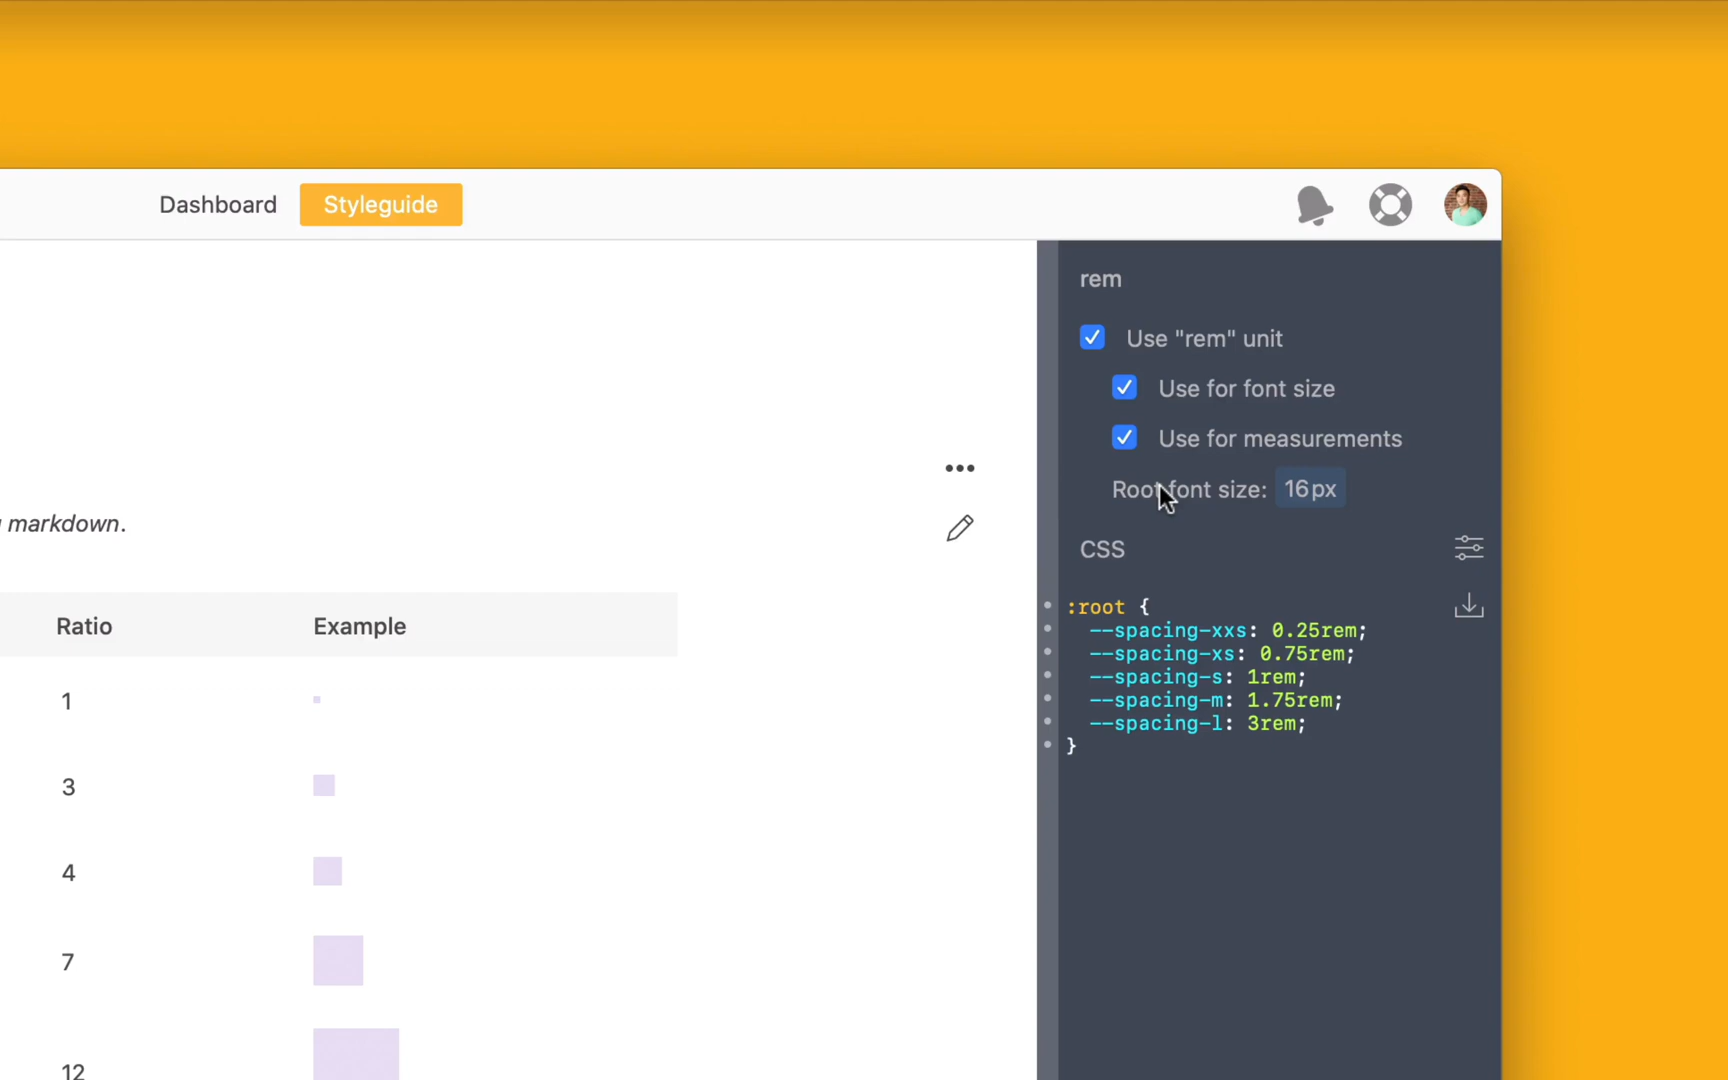 Dashboard
Styleguide
rem
Use "rem" unit
Use for font size
Use for measurements
Root font size: 16px
markdown.
CSS
:root {
--spacing-xxs: 0.25rem;
--spacing-xs: 0.75rem;
--spacing-s: 1rem;
--spacing-m: 1.75rem;
--spacing-l: 3rem;
}
Ratio Example
1
3
4
7
12